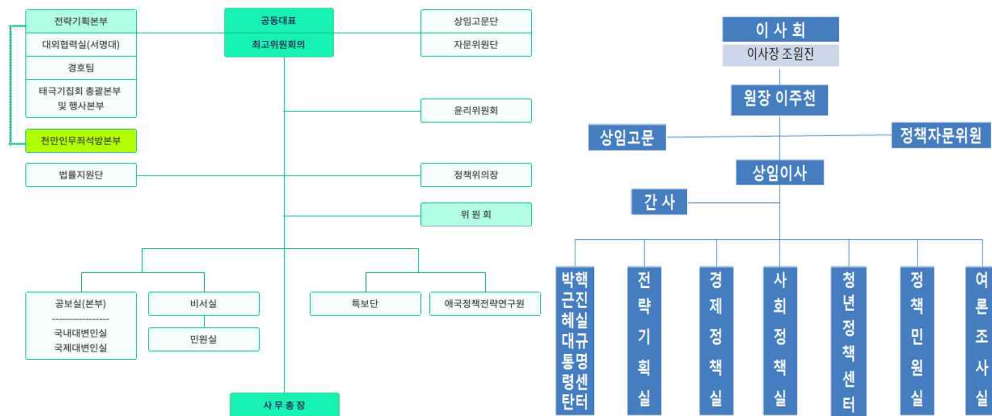 전략기획본부
대외협력실(서명대)
경호팀
태극기집회 총괄본부
및 행사본부
천만인무죄석방본부
법률지원단
공동대표
최고위원회의
상임고문단
자문위원단
윤리위원회
정책위의장
위 원 회
공보실(본부)
-----------------
국내대변인실
국제대변인실
비서실
민원실
특보단
애국정책전략연구원
사 무 총 장
이 사 회
이사장 조원진
원장 이주천
상임고문
정책자문위원
상임이사
간 사
박근혜대통령탄
핵진실규명센터
전략기획실
경제정책실
사회정책실
청년정책센터
정책민원실
여론조사실